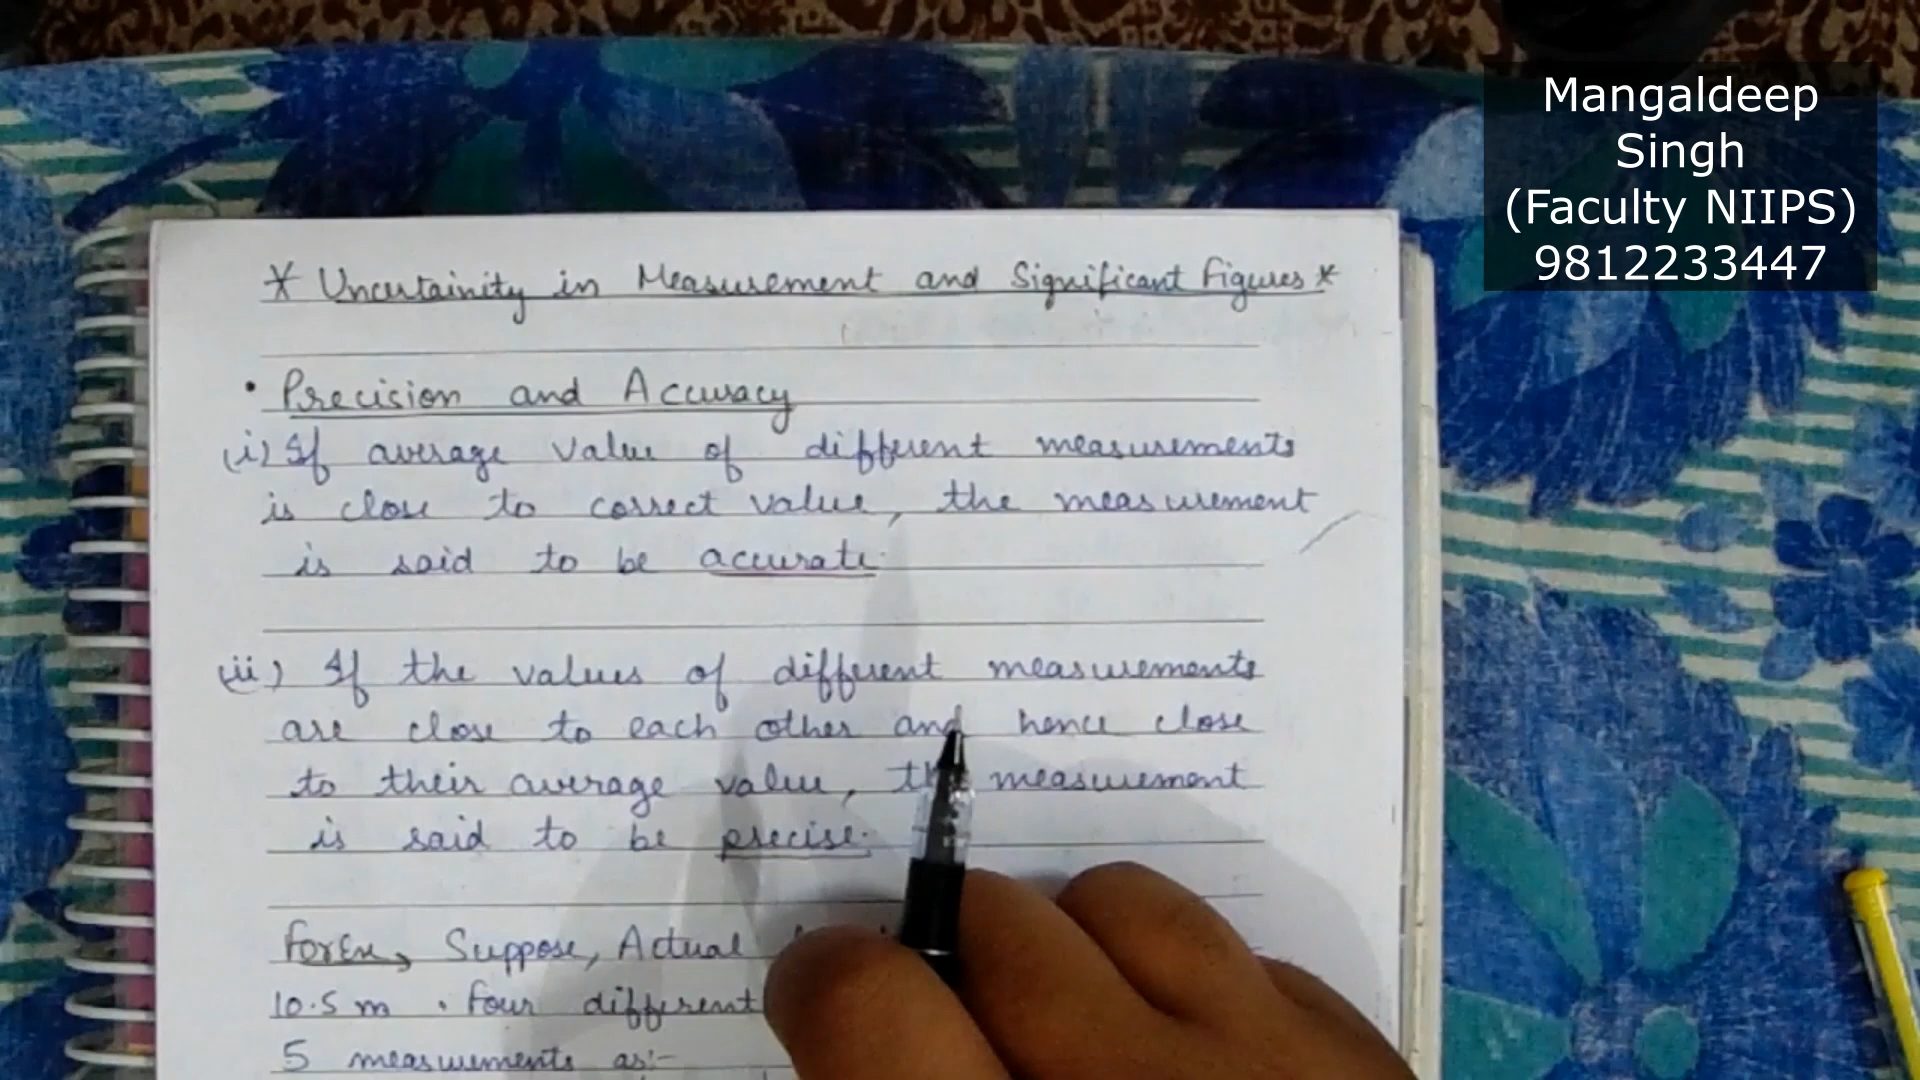 Mangaldeep
Singh
(Faculty NIIPS)
9812233447
* Uncertainity in Measurement and Significant Figures *
• Precision and Accuracy
(i) If average value of different measurements
is close to correct value, the measurement
is said to be accurate.
(ii) If the values of different measurements
are close to each other and hence close
to their average value, the measurement
is said to be precise.
For Ex, Suppose, Actual
10.5 m . Four different
5 measurements as:-